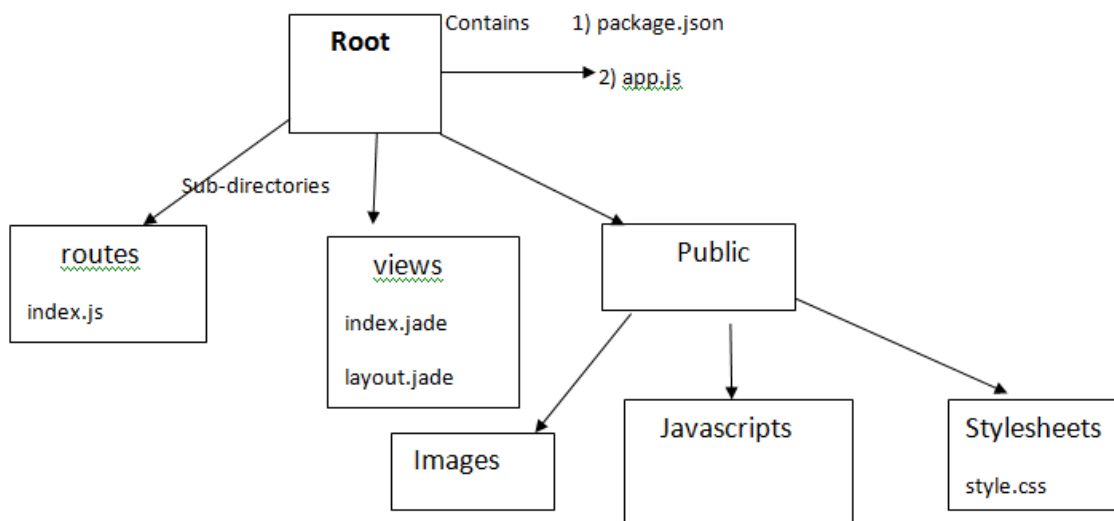 Root
Contains 1) package.json
2) app.js
Sub-directories
routes
index.js
views
index.jade
layout.jade
Public
Images
Javascripts
Stylesheets
style.css